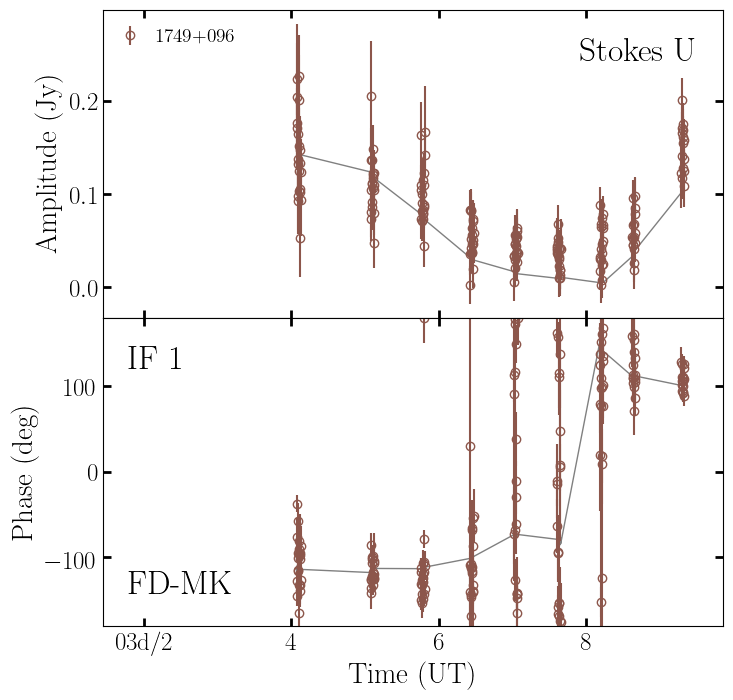 1749+096
Stokes U
Amplitude (Jy)
0.2
0.1
0.0
IF 1
Phase (deg)
100
0
−100
FD-MK
03d/2
4
6
8
Time (UT)